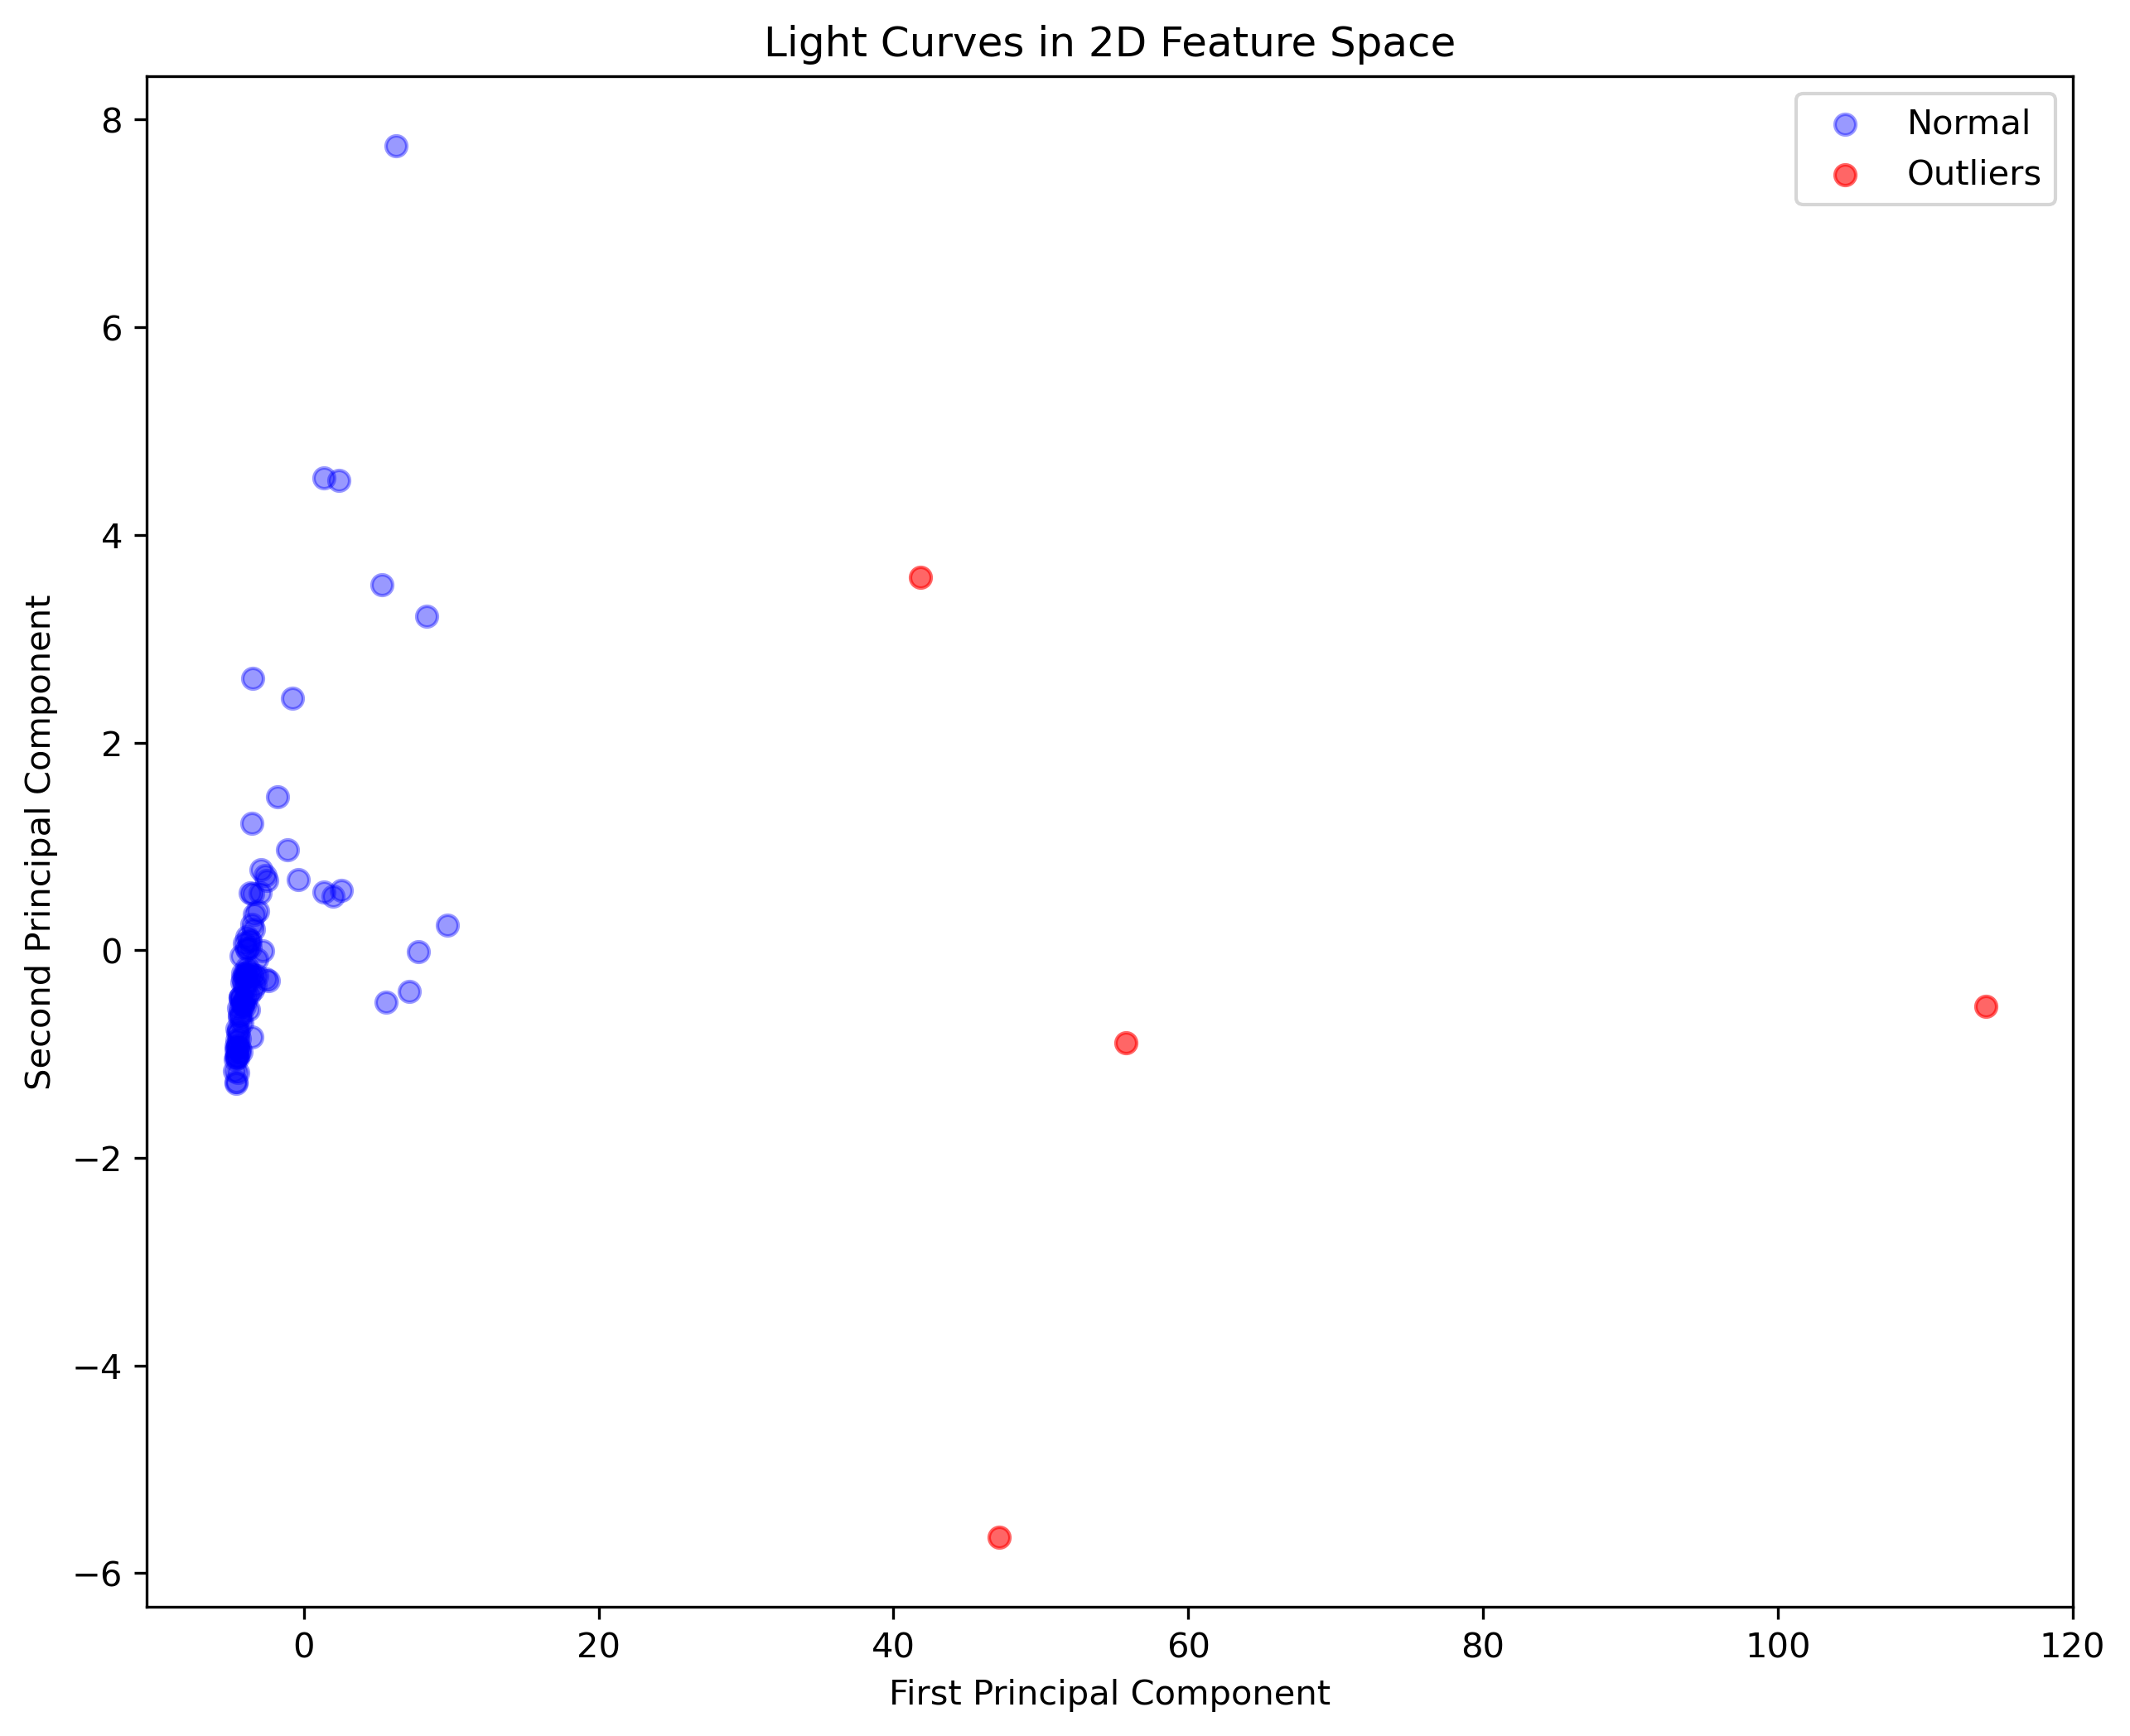 Light Curves in 2D Feature Space
Normal
Outliers
8
6
4
2
0
−2
−4
−6
Second Principal Component
0 20 40 60 80 100 120
First Principal Component